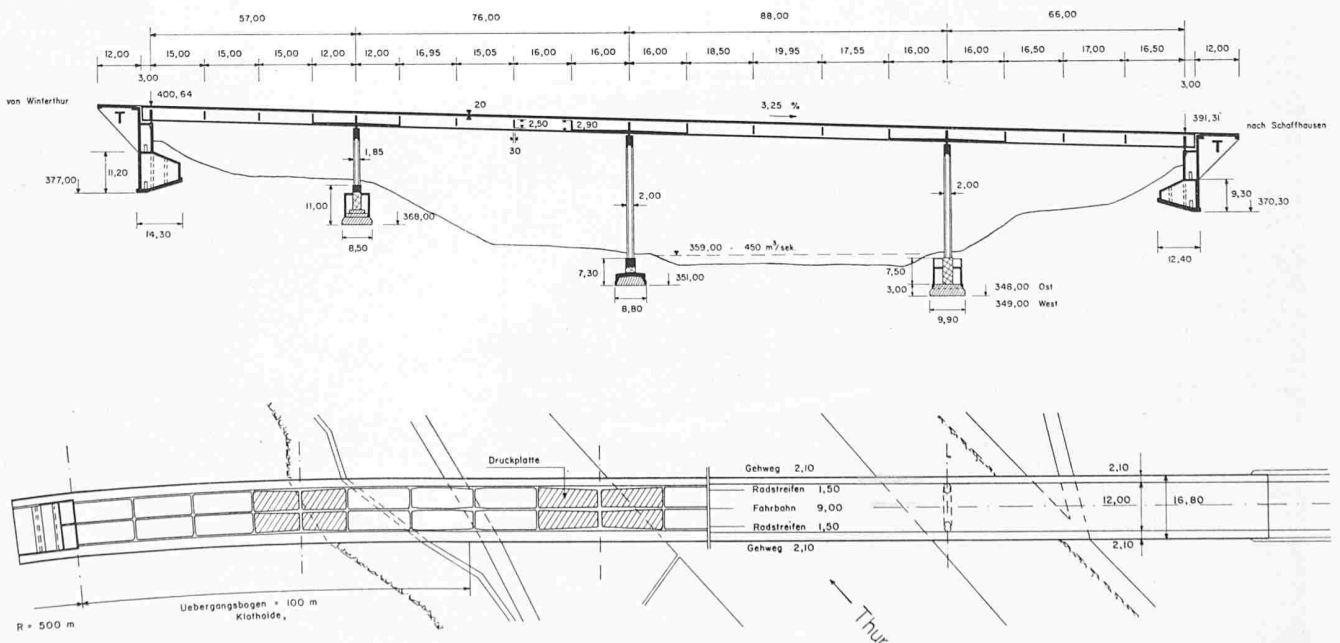 57,00 76,00 88,00 66,00
12,00 15,00 15,00 15,00 12,00 12,00 16,95 15,05 16,00 16,00 16,00 18,50 19,95 17,55 16,00 16,00 16,50 17,00 16,50 12,00
3,00 3,00
von Winterthur 400,64 20 3,25 % 391,31 nach Schaffhausen
T 2,50 2,90 T
30
1,85
11,20 2,00 2,00 9,30
377,00 11,00 368,00 370,30
14,30 8,50 12,40
359,00 - 450 m³/sek.
7,30 351,00 7,50
3,00 348,00 Ost
8,80 349,00 West
9,90
Druckplatte
Gehweg 2,10 2,10
Radstreifen 1,50
Fahrbahn 9,00 12,00 16,80
Radstreifen 1,50
Gehweg 2,10 2,10
Uebergangsbogen = 100 m
Klothoide,
R = 500 m
Thur